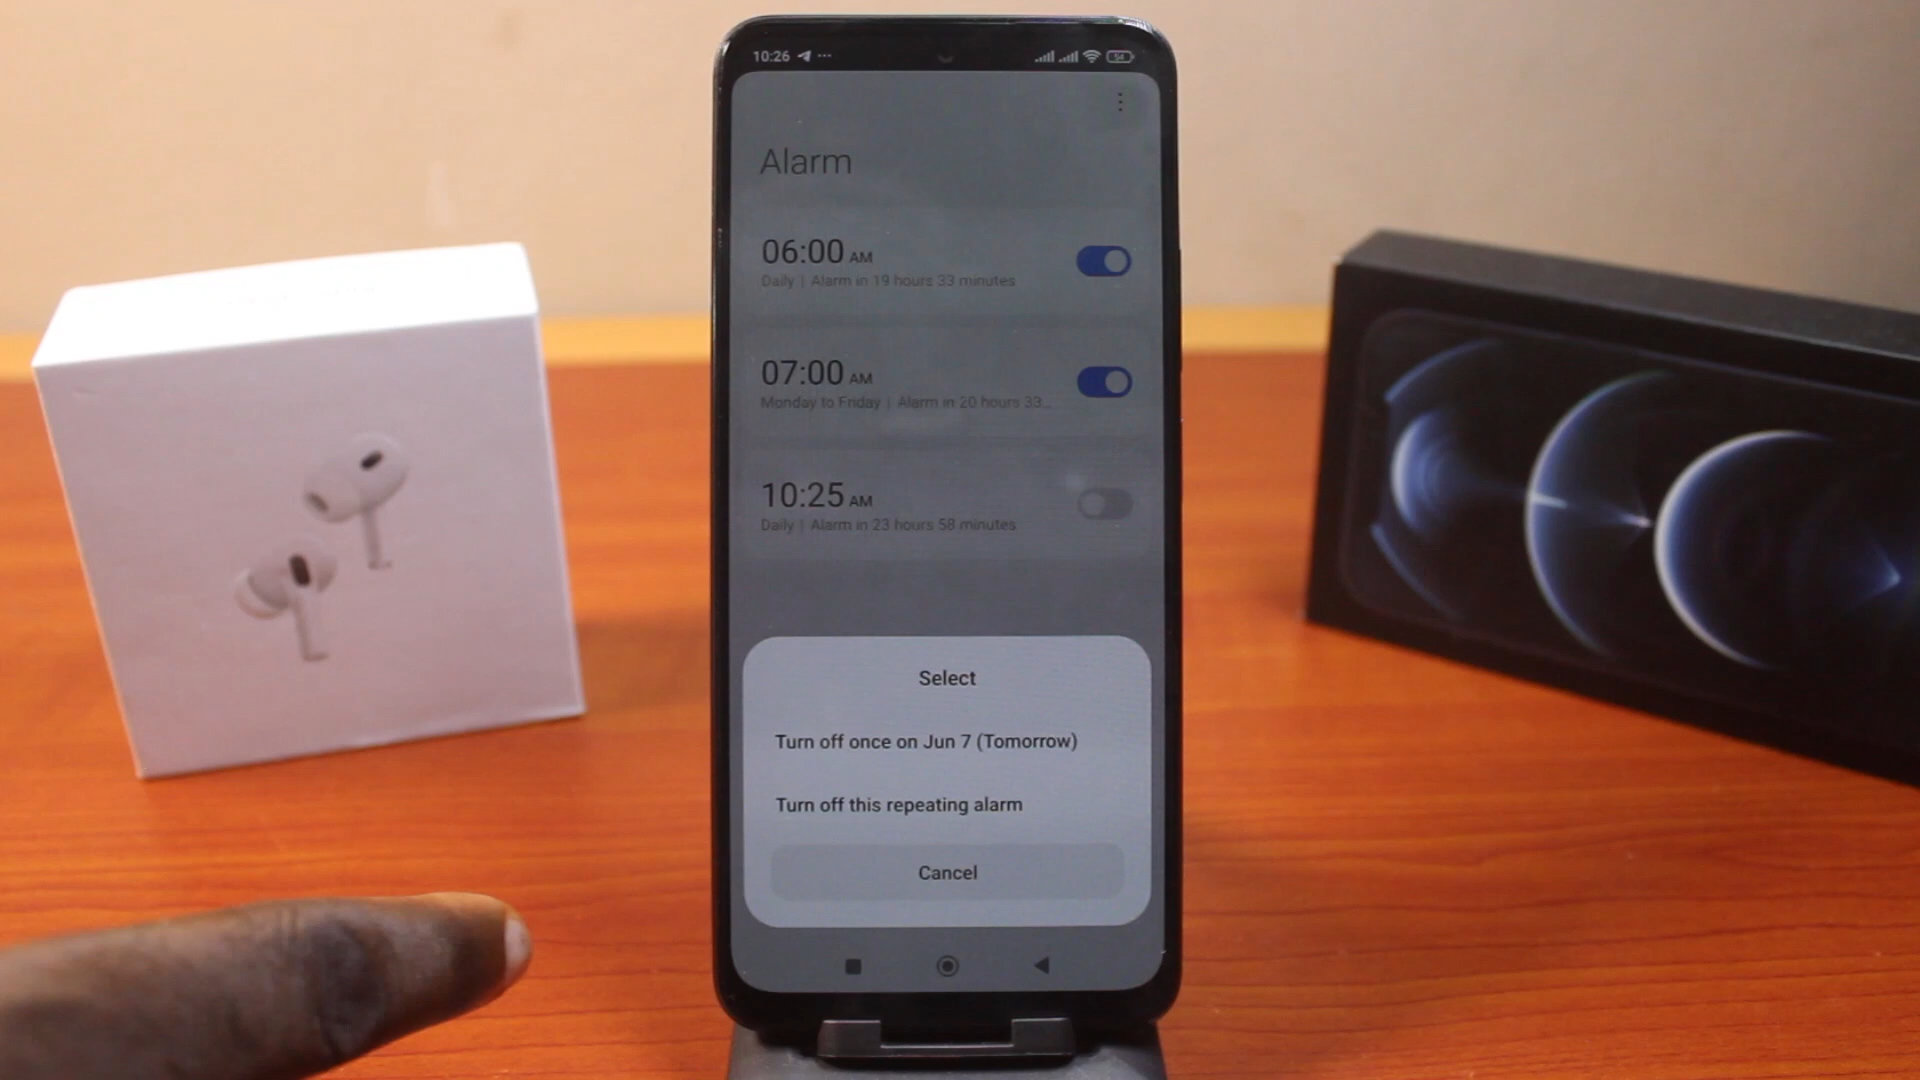 10:26 ...
54
Alarm
06:00 AM
Daily | Alarm in 19 hours 33 minutes
07:00 AM
Monday to Friday | Alarm in 20 hours 33...
10:25 AM
Daily | Alarm in 23 hours 58 minutes
Select
Turn off once on Jun 7 (Tomorrow)
Turn off this repeating alarm
Cancel